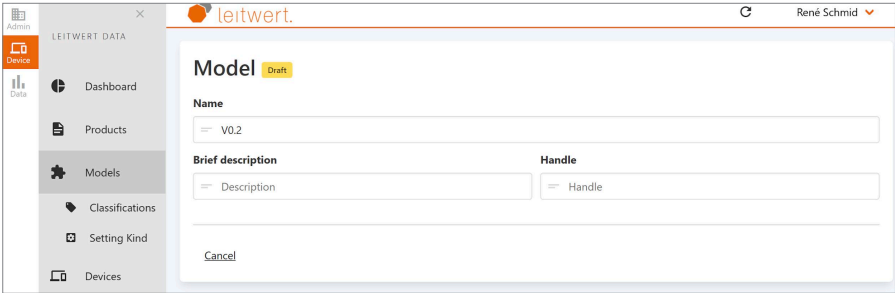 Admin
Device
Data
LEITWERT DATA
Dashboard
Products
Models
Classifications
Setting Kind
Devices
leitwert.
René Schmid
Model Draft
Name
V0.2
Brief description Handle
Description Handle
Cancel